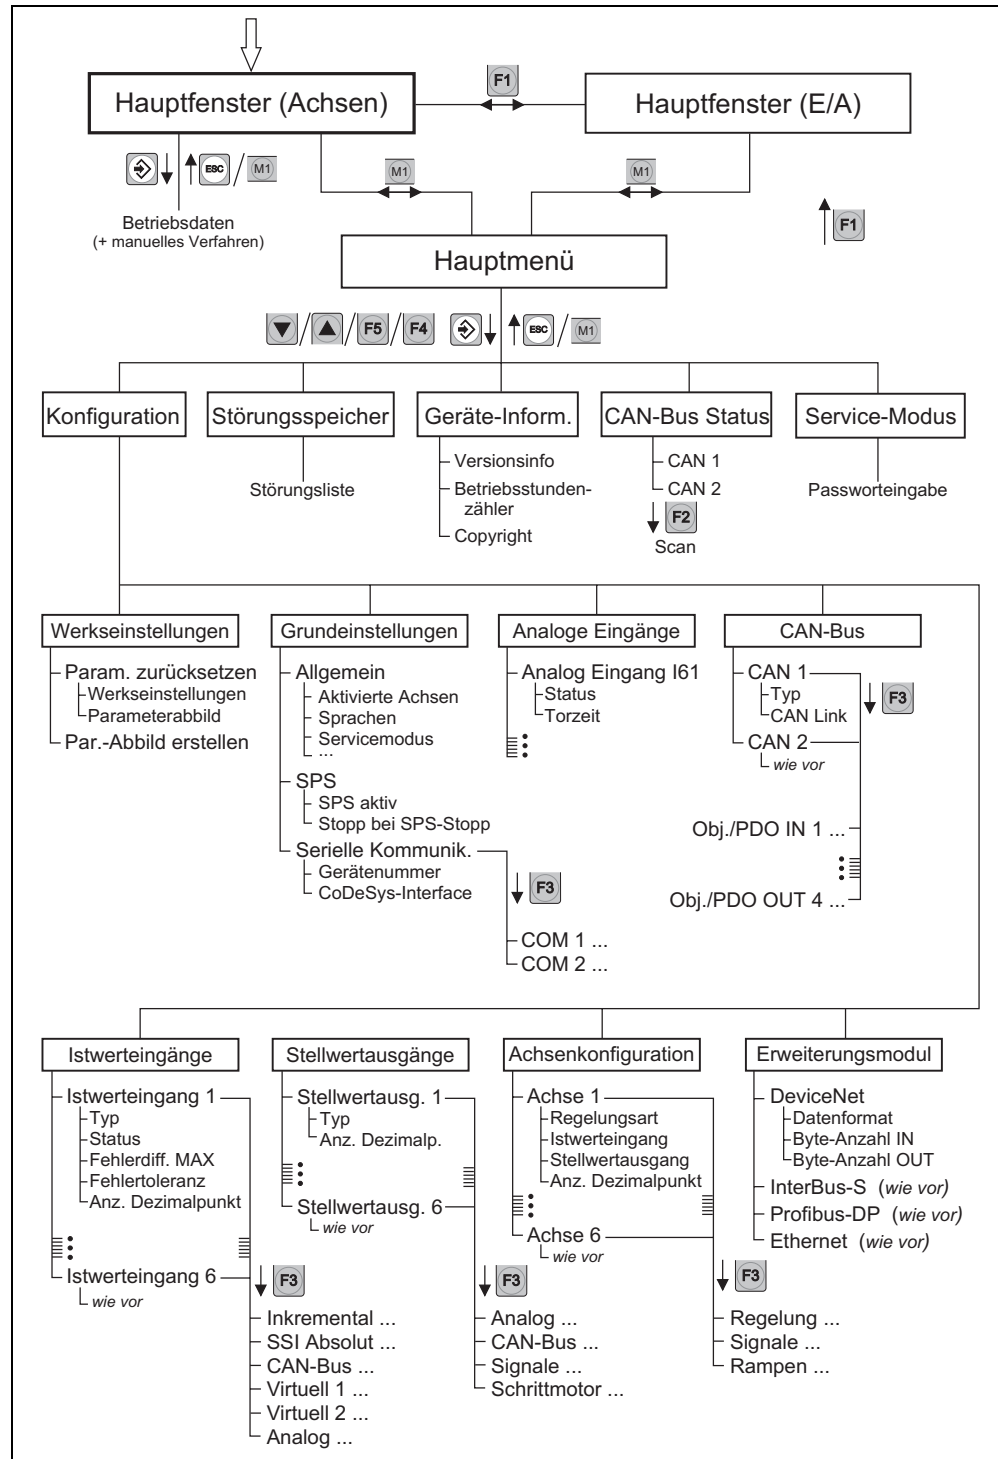 F1
Hauptfenster (Achsen)
Hauptfenster (E/A)
ESC / M1
M1
M1
Betriebsdaten
(+ manuelles Verfahren)
F1
Hauptmenü
/ / F5 / F4
ESC / M1
Konfiguration
Störungsspeicher
Geräte-Inform.
CAN-Bus Status
Service-Modus
Störungsliste
Versionsinfo
Betriebsstunden-
zähler
Copyright
CAN 1
CAN 2
F2
Scan
Passworteingabe
Werkseinstellungen
Param. zurücksetzen
Werkseinstellungen
Parameterabbild
Par.-Abbild erstellen
Grundeinstellungen
Allgemein
Aktivierte Achsen
Sprachen
Servicemodus
...
SPS
SPS aktiv
Stopp bei SPS-Stopp
Serielle Kommunik.
Gerätenummer
CoDeSys-Interface
F3
COM 1 ...
COM 2 ...
Analoge Eingänge
Analog Eingang I61
Status
Torzeit
CAN-Bus
CAN 1
Typ
CAN Link
CAN 2
wie vor
F3
Obj./PDO IN 1 ...
Obj./PDO OUT 4 ...
Istwerteingänge
Istwerteingang 1
Typ
Status
Fehlerdiff. MAX
Fehlertoleranz
Anz. Dezimalpunkt
Istwerteingang 6
wie vor
F3
Inkremental ...
SSI Absolut ...
CAN-Bus ...
Virtuell 1 ...
Virtuell 2 ...
Analog ...
Stellwertausgänge
Stellwertausg. 1
Typ
Anz. Dezimalp.
Stellwertausg. 6
wie vor
F3
Analog ...
CAN-Bus ...
Signale ...
Schrittmotor ...
Achsenkonfiguration
Achse 1
Regelungsart
Istwerteingang
Stellwertausgang
Anz. Dezimalpunkt
Achse 6
wie vor
F3
Regelung ...
Signale ...
Rampen ...
Erweiterungsmodul
DeviceNet
Datenformat
Byte-Anzahl IN
Byte-Anzahl OUT
InterBus-S (wie vor)
Profibus-DP (wie vor)
Ethernet (wie vor)